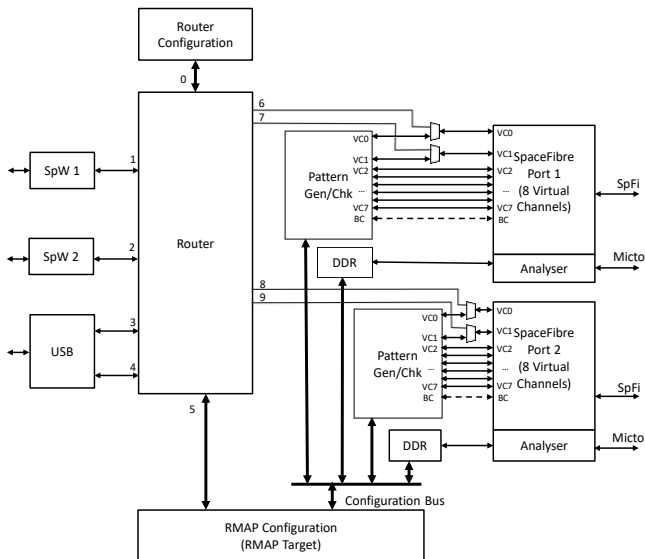 Router
Configuration
0
6
7
1
SpW 1
Router
2
SpW 2
3
USB
4
5
VC0
VC1
VC2
...
VC7
BC
Pattern
Gen/Chk
VC0
VC1
VC2
...
VC7
BC
SpaceFibre
Port 1
(8 Virtual
Channels)
SpFi
DDR
Analyser
Micto
8
9
VC0
VC1
VC2
...
VC7
BC
Pattern
Gen/Chk
VC0
VC1
VC2
...
VC7
BC
SpaceFibre
Port 2
(8 Virtual
Channels)
SpFi
DDR
Analyser
Micto
Configuration Bus
RMAP Configuration
(RMAP Target)